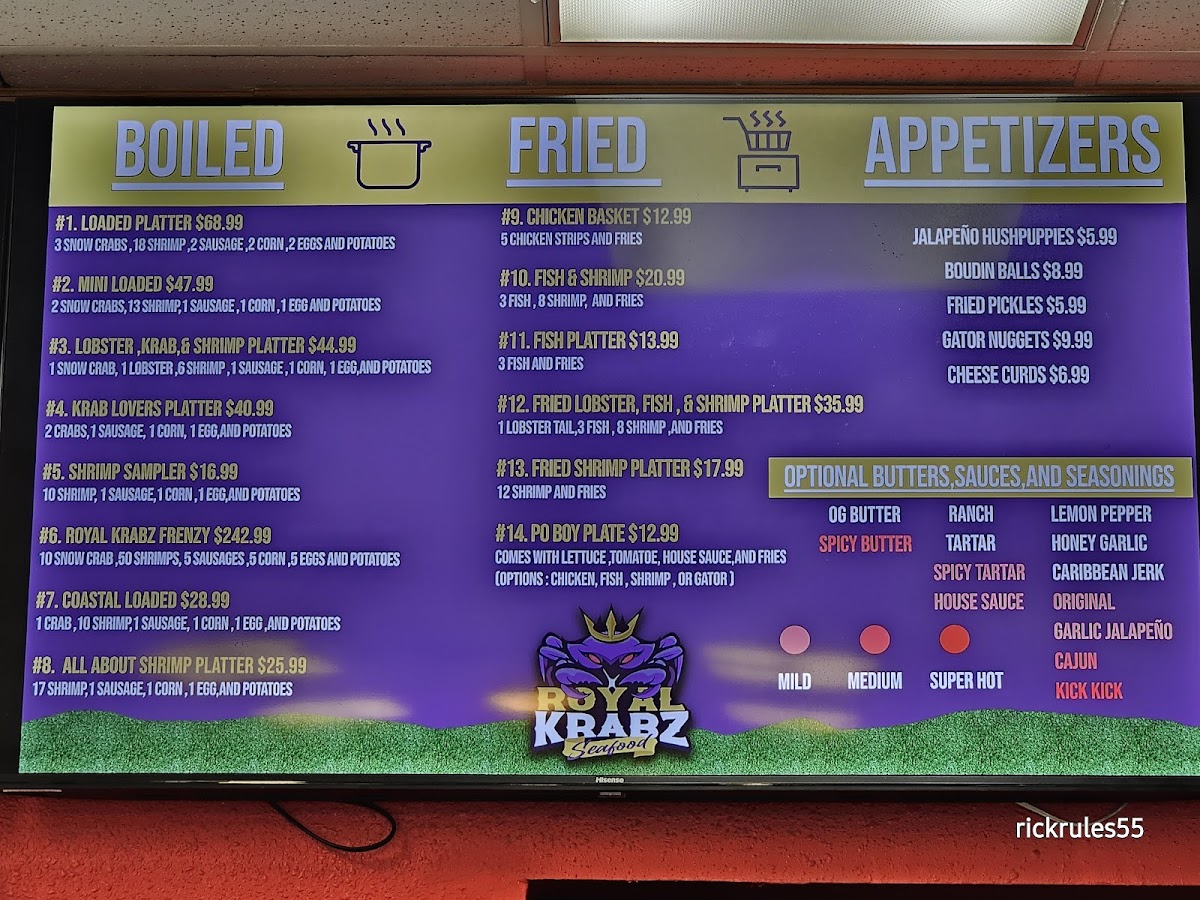 BOILED
#1. LOADED PLATTER $68.99
3 SNOW CRABS ,18 SHRIMP ,2 SAUSAGE ,2 CORN ,2 EGGS AND POTATOES
#2. MINI LOADED $47.99
2 SNOW CRABS,13 SHRIMP,1 SAUSAGE ,1 CORN ,1 EGG AND POTATOES
#3. LOBSTER ,KRAB,& SHRIMP PLATTER $44.99
1 SNOW CRAB, 1 LOBSTER ,6 SHRIMP ,1 SAUSAGE ,1 CORN, 1 EGG,AND POTATOES
#4. KRAB LOVERS PLATTER $40.99
2 CRABS,1 SAUSAGE, 1 CORN, 1 EGG,AND POTATOES
#5. SHRIMP SAMPLER $16.99
10 SHRIMP, 1 SAUSAGE,1 CORN ,1 EGG,AND POTATOES
#6. ROYAL KRABZ FRENZY $242.99
10 SNOW CRAB ,50 SHRIMPS, 5 SAUSAGES ,5 CORN ,5 EGGS AND POTATOES
#7. COASTAL LOADED $28.99
1 CRAB ,10 SHRIMP,1 SAUSAGE, 1 CORN ,1 EGG ,AND POTATOES
#8. ALL ABOUT SHRIMP PLATTER $25.99
17 SHRIMP,1 SAUSAGE,1 CORN ,1 EGG,AND POTATOES
FRIED
#9. CHICKEN BASKET $12.99
5 CHICKEN STRIPS AND FRIES
#10. FISH & SHRIMP $20.99
3 FISH , 8 SHRIMP, AND FRIES
#11. FISH PLATTER $13.99
3 FISH AND FRIES
#12. FRIED LOBSTER, FISH , & SHRIMP PLATTER $35.99
1 LOBSTER TAIL,3 FISH , 8 SHRIMP ,AND FRIES
#13. FRIED SHRIMP PLATTER $17.99
12 SHRIMP AND FRIES
#14. PO BOY PLATE $12.99
COMES WITH LETTUCE ,TOMATOE, HOUSE SAUCE,AND FRIES
(OPTIONS : CHICKEN, FISH , SHRIMP , OR GATOR )
ROYAL
KRABZ
Seafood
APPETIZERS
JALAPEÑO HUSHPUPPIES $5.99
BOUDIN BALLS $8.99
FRIED PICKLES $5.99
GATOR NUGGETS $9.99
CHEESE CURDS $6.99
OPTIONAL BUTTERS,SAUCES,AND SEASONINGS
OG BUTTER
SPICY BUTTER
RANCH
TARTAR
SPICY TARTAR
HOUSE SAUCE
LEMON PEPPER
HONEY GARLIC
CARIBBEAN JERK
ORIGINAL
GARLIC JALAPEÑO
CAJUN
KICK KICK
MILD
MEDIUM
SUPER HOT
Hisense
rickrules55